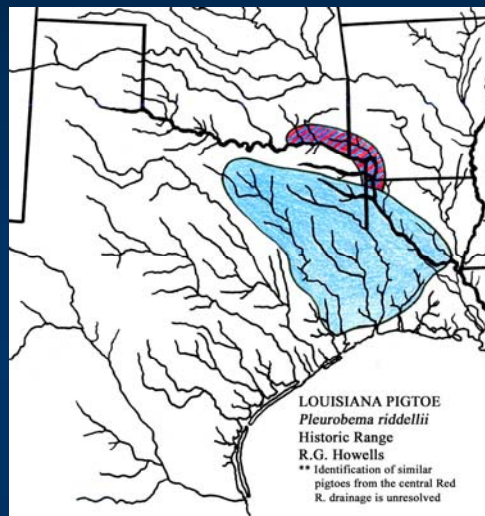 LOUISIANA PIGTOE
Pleurobema riddellii
Historic Range
R.G. Howells
** Identification of similar
pigtoes from the central Red
R. drainage is unresolved